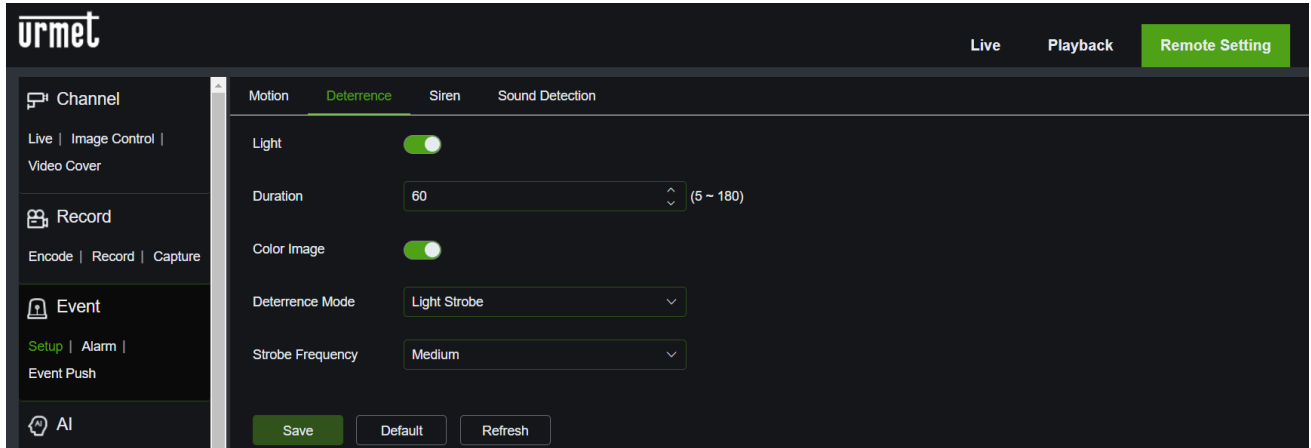 urmet
Live Playback Remote Setting
Channel
Live | Image Control |
Video Cover
Record
Encode | Record | Capture
Event
Setup | Alarm |
Event Push
AI
Motion Deterrence Siren Sound Detection
Light
Duration 60 (5 ~ 180)
Color Image
Deterrence Mode Light Strobe
Strobe Frequency Medium
Save Default Refresh